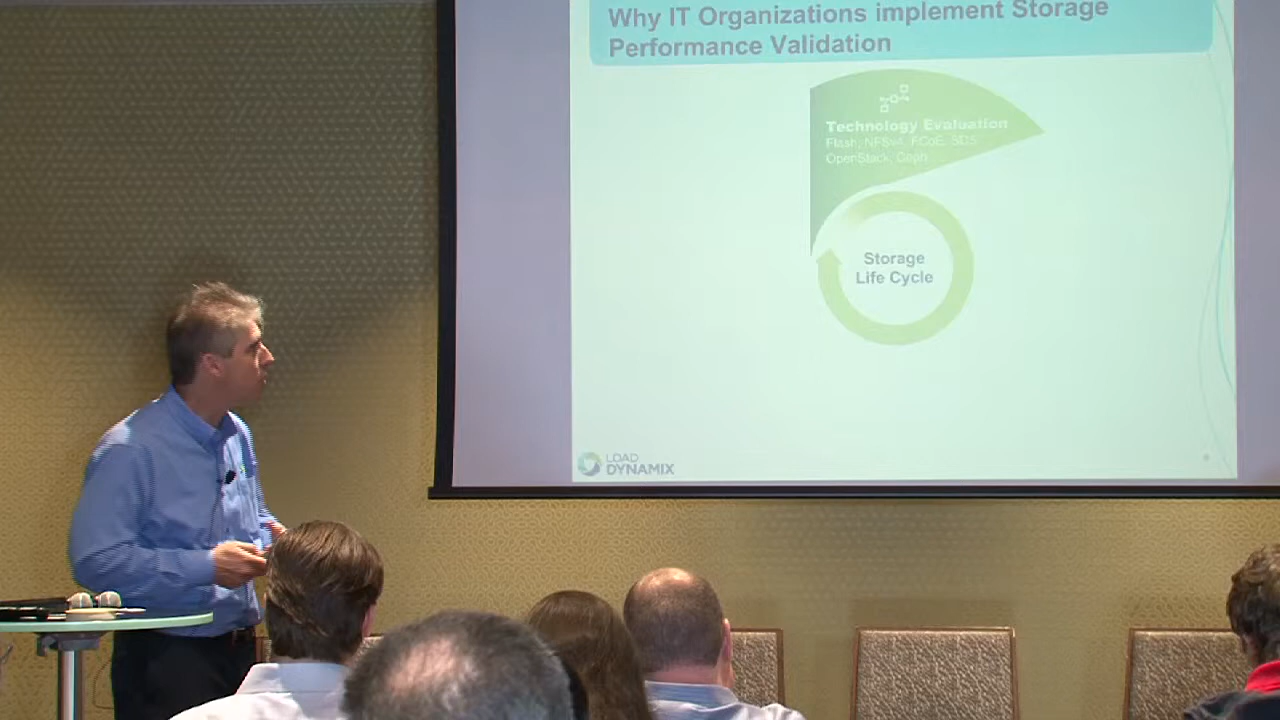 Why IT Organizations implement Storage
Performance Validation
Technology Evaluation
Flash, NFSv4, FCoE, SDS,
OpenStack, Ceph
Storage
Life Cycle
LOAD
DYNAMIX